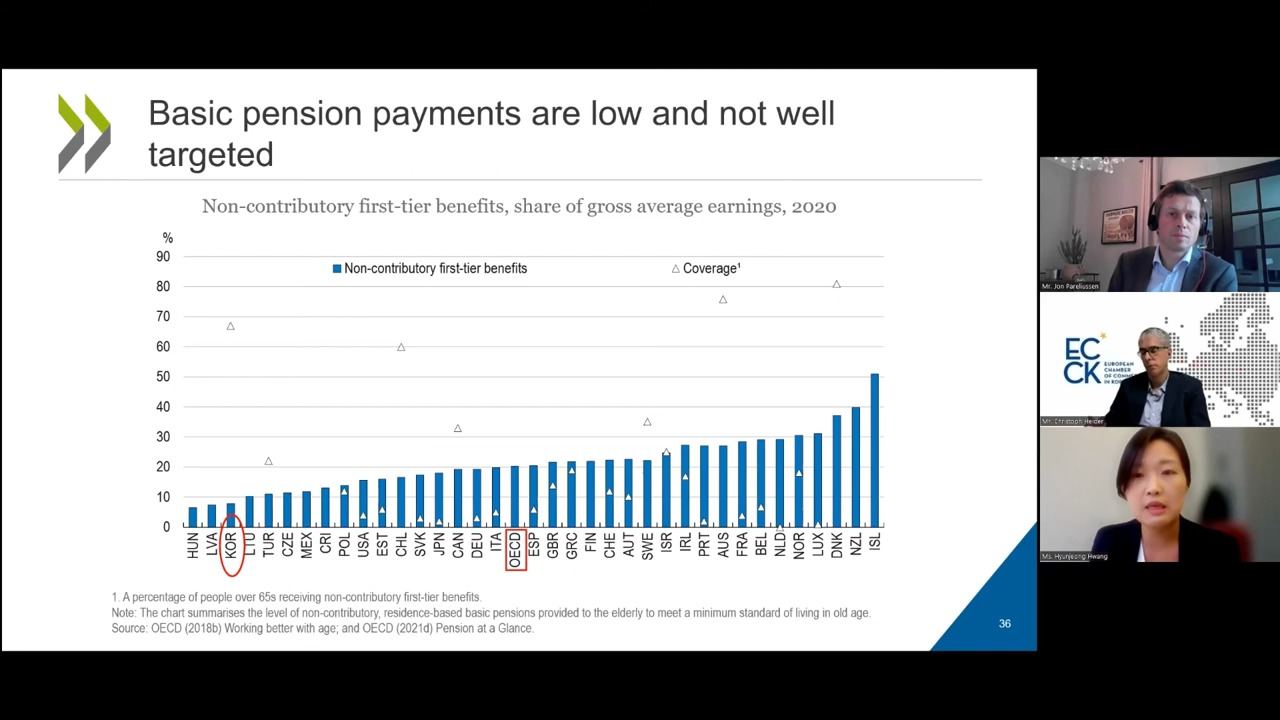 Basic pension payments are low and not well
targeted
Non-contributory first-tier benefits, share of gross average earnings, 2020
%
90
80
70
60
50
40
30
20
10
0
Non-contributory first-tier benefits
Coverage¹
HUN
LVA
KOR
LTU
TUR
CZE
MEX
CRI
POL
USA
EST
CHL
SVK
JPN
CAN
DEU
ITA
OECD
ESP
GBR
GRC
FIN
CHE
AUT
SWE
ISR
IRL
PRT
AUS
FRA
BEL
NLD
NOR
LUX
DNK
NZL
ISL
1. A percentage of people over 65s receiving non-contributory first-tier benefits.
Note: The chart summarises the level of non-contributory, residence-based basic pensions provided to the elderly to meet a minimum standard of living in old age.
Source: OECD (2018b) Working better with age; and OECD (2021d) Pension at a Glance.
36
Mr. Jon Pareliussen
EC
CK
EUROPEAN
CHAMBER
OF COMM
IN KOR
Mr. Christoph Heider
Ms. Hyunjeong Hwang